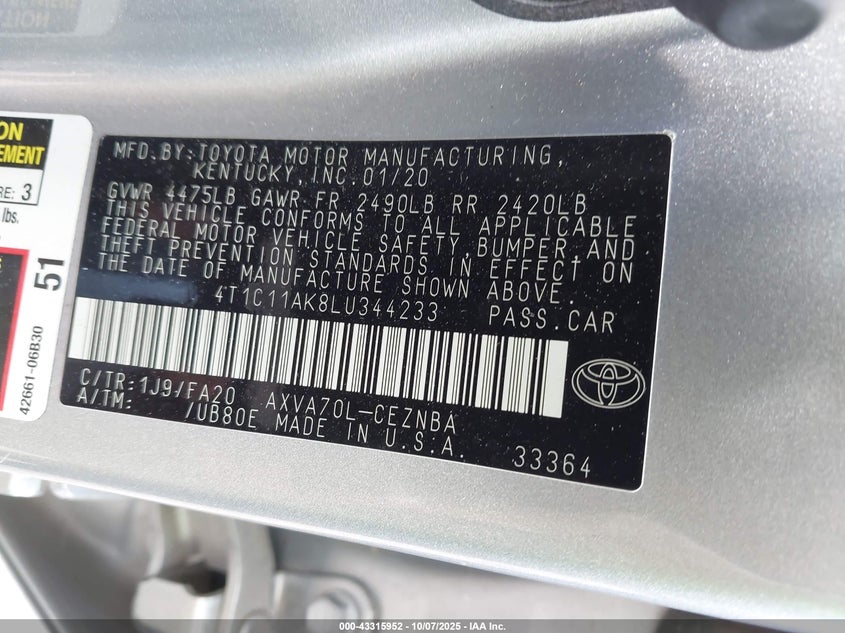 ON
EMENT
RE: 3
lbs.
51
42661-06B30
MFD.BY:TOYOTA MOTOR MANUFACTURING,
KENTUCKY,INC.01/20
GVWR 4475LB GAWR FR 2490LB RR 2420LB
THIS VEHICLE CONFORMS TO ALL APPLICABLE
FEDERAL MOTOR VEHICLE SAFETY,BUMPER,AND
THEFT PREVENTION STANDARDS IN EFFECT ON
THE DATE OF MANUFACTURE SHOWN ABOVE.
4T1C11AK8LU344233 PASS.CAR
C/TR:1J9/FA20 AXVA70L-CEZNBA
A/TM: /UB80E MADE IN U.S.A.
33364
000-43315952 - 10/07/2025 - IAA Inc.